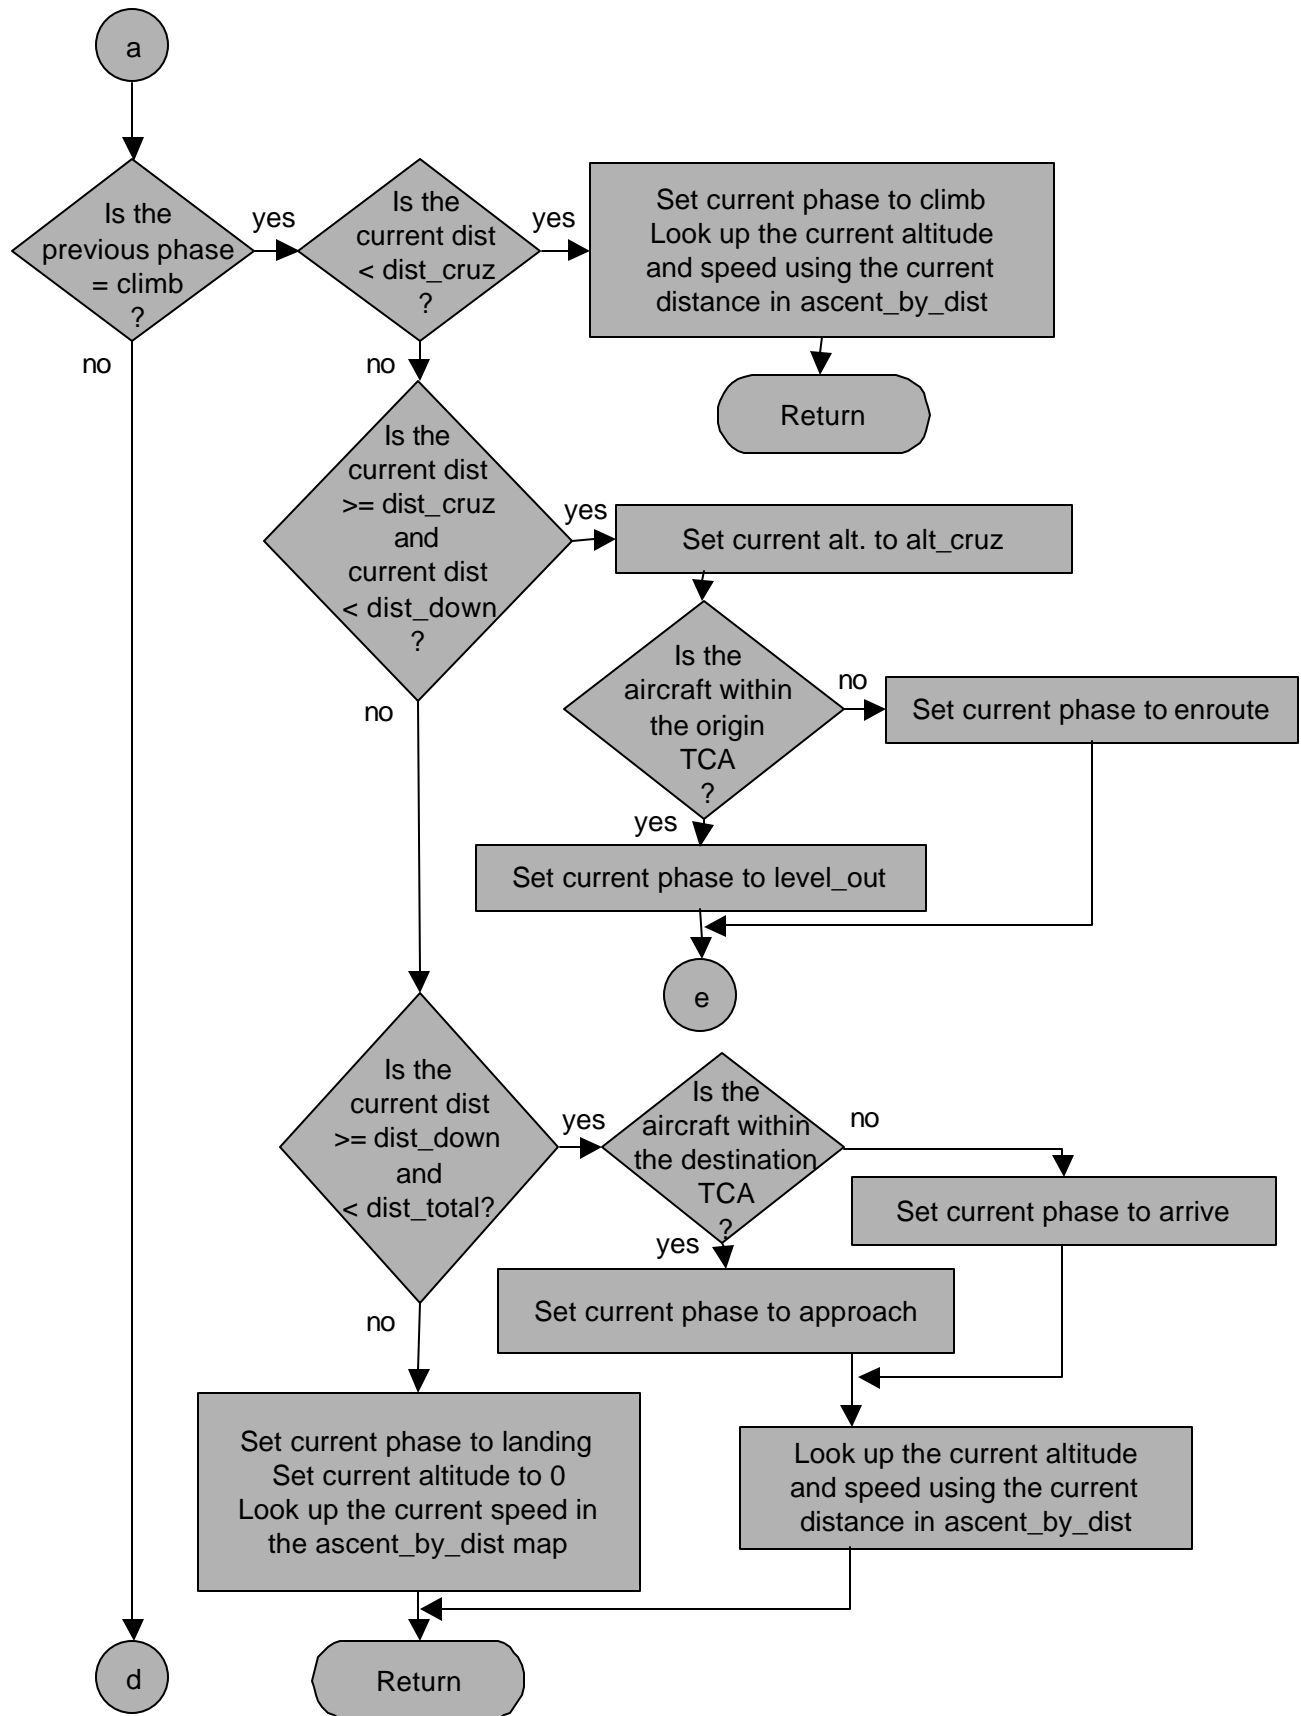 a
Is the
previous phase
= climb
?
yes
no
Is the
current dist
< dist_cruz
?
yes
no
Set current phase to climb
Look up the current altitude
and speed using the current
distance in ascent_by_dist
Return
Is the
current dist
>= dist_cruz
and
current dist
< dist_down
?
yes
no
Set current alt. to alt_cruz
Is the
aircraft within
the origin
TCA
?
no
yes
Set current phase to enroute
Set current phase to level_out
e
Is the
current dist
>= dist_down
and
< dist_total?
yes
no
Is the
aircraft within
the destination
TCA
?
no
yes
Set current phase to arrive
Set current phase to approach
Set current phase to landing
Set current altitude to 0
Look up the current speed in
the ascent_by_dist map
Look up the current altitude
and speed using the current
distance in ascent_by_dist
d
Return